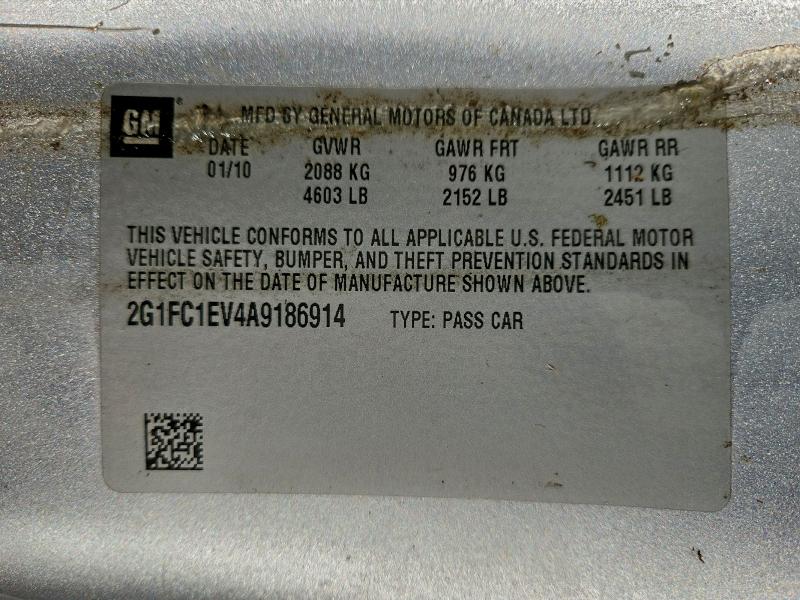 GM® MFD BY GENERAL MOTORS OF CANADA LTD.
DATE GVWR GAWR FRT GAWR RR
01/10 2088 KG 976 KG 1112 KG
4603 LB 2152 LB 2451 LB
THIS VEHICLE CONFORMS TO ALL APPLICABLE U.S. FEDERAL MOTOR
VEHICLE SAFETY, BUMPER, AND THEFT PREVENTION STANDARDS IN
EFFECT ON THE DATE OF MANUFACTURE SHOWN ABOVE.
2G1FC1EV4A9186914 TYPE: PASS CAR